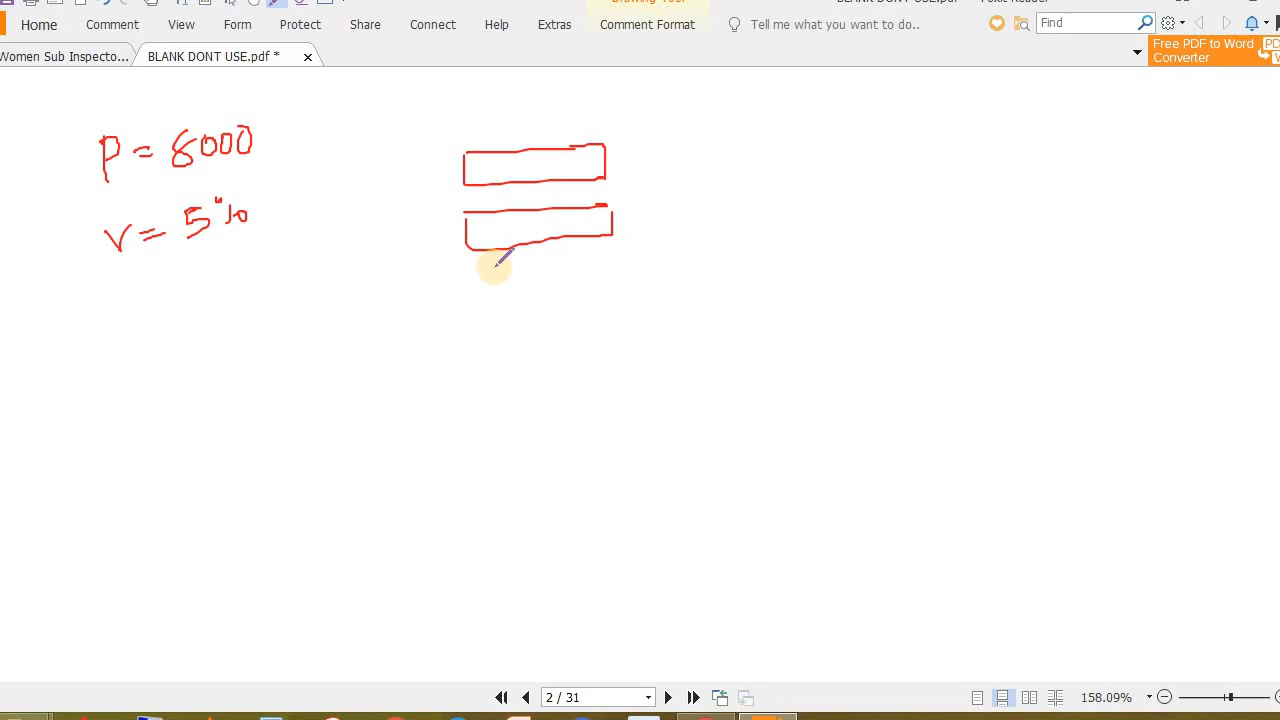 Home Comment View Form Protect Share Connect Help Extras Comment Format Tell me what you want to do.. Find
Women Sub Inspecto... BLANK DONT USE.pdf * Free PDF to Word
Converter
P = 8000
r = 5%
2 / 31 158.09%